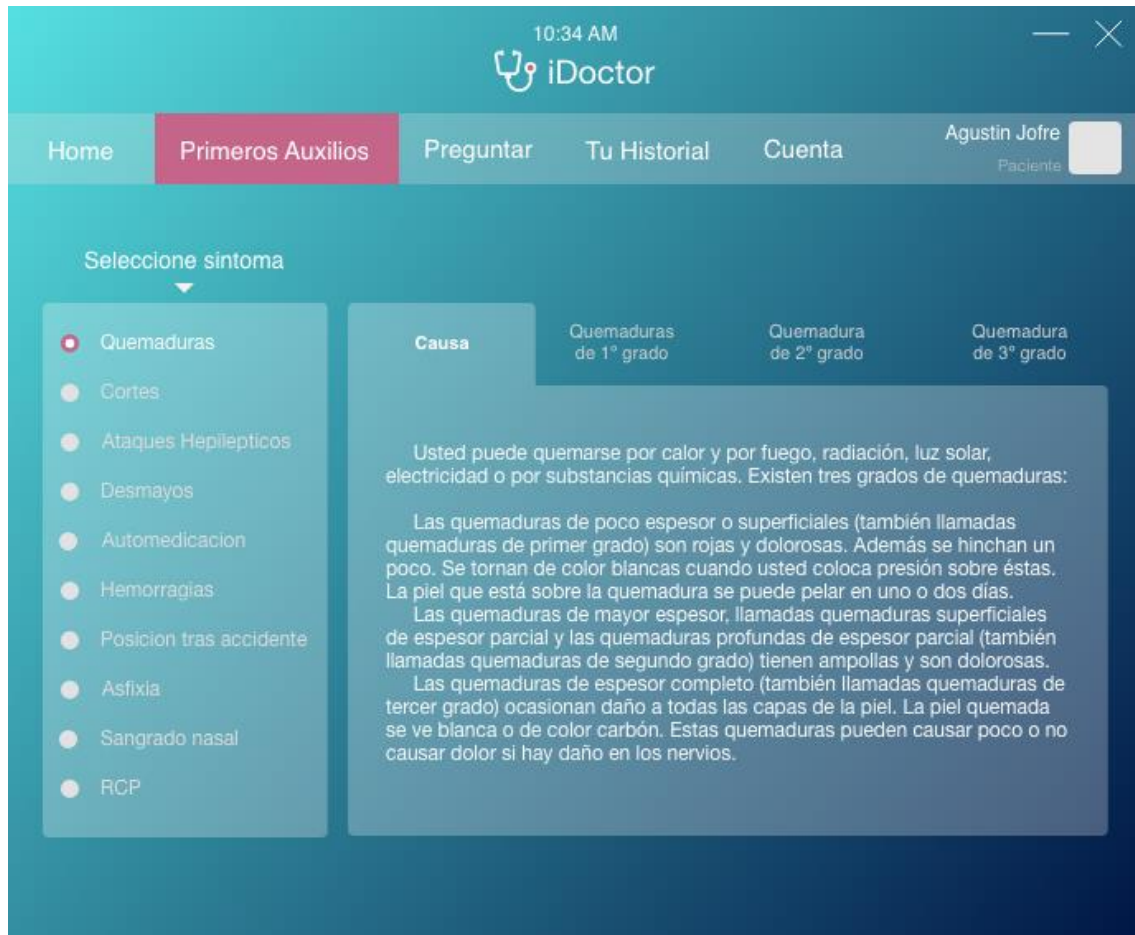 10:34 AM
iDoctor
Home
Primeros Auxilios
Preguntar
Tu Historial
Cuenta
Agustin Jofre
Paciente
Seleccione sintoma
Quemaduras
Cortes
Ataques Hepilepticos
Desmayos
Automedicacion
Hemorragias
Posicion tras accidente
Asfixia
Sangrado nasal
RCP
Causa
Quemaduras
de 1° grado
Quemadura
de 2° grado
Quemadura
de 3° grado
Usted puede quemarse por calor y por fuego, radiación, luz solar,
electricidad o por substancias químicas. Existen tres grados de quemaduras:
Las quemaduras de poco espesor o superficiales (también llamadas
quemaduras de primer grado) son rojas y dolorosas. Además se hinchan un
poco. Se tornan de color blancas cuando usted coloca presión sobre éstas.
La piel que está sobre la quemadura se puede pelar en uno o dos días.
Las quemaduras de mayor espesor, llamadas quemaduras superficiales
de espesor parcial y las quemaduras profundas de espesor parcial (también
llamadas quemaduras de segundo grado) tienen ampollas y son dolorosas.
Las quemaduras de espesor completo (también llamadas quemaduras de
tercer grado) ocasionan daño a todas las capas de la piel. La piel quemada
se ve blanca o de color carbón. Estas quemaduras pueden causar poco o no
causar dolor si hay daño en los nervios.